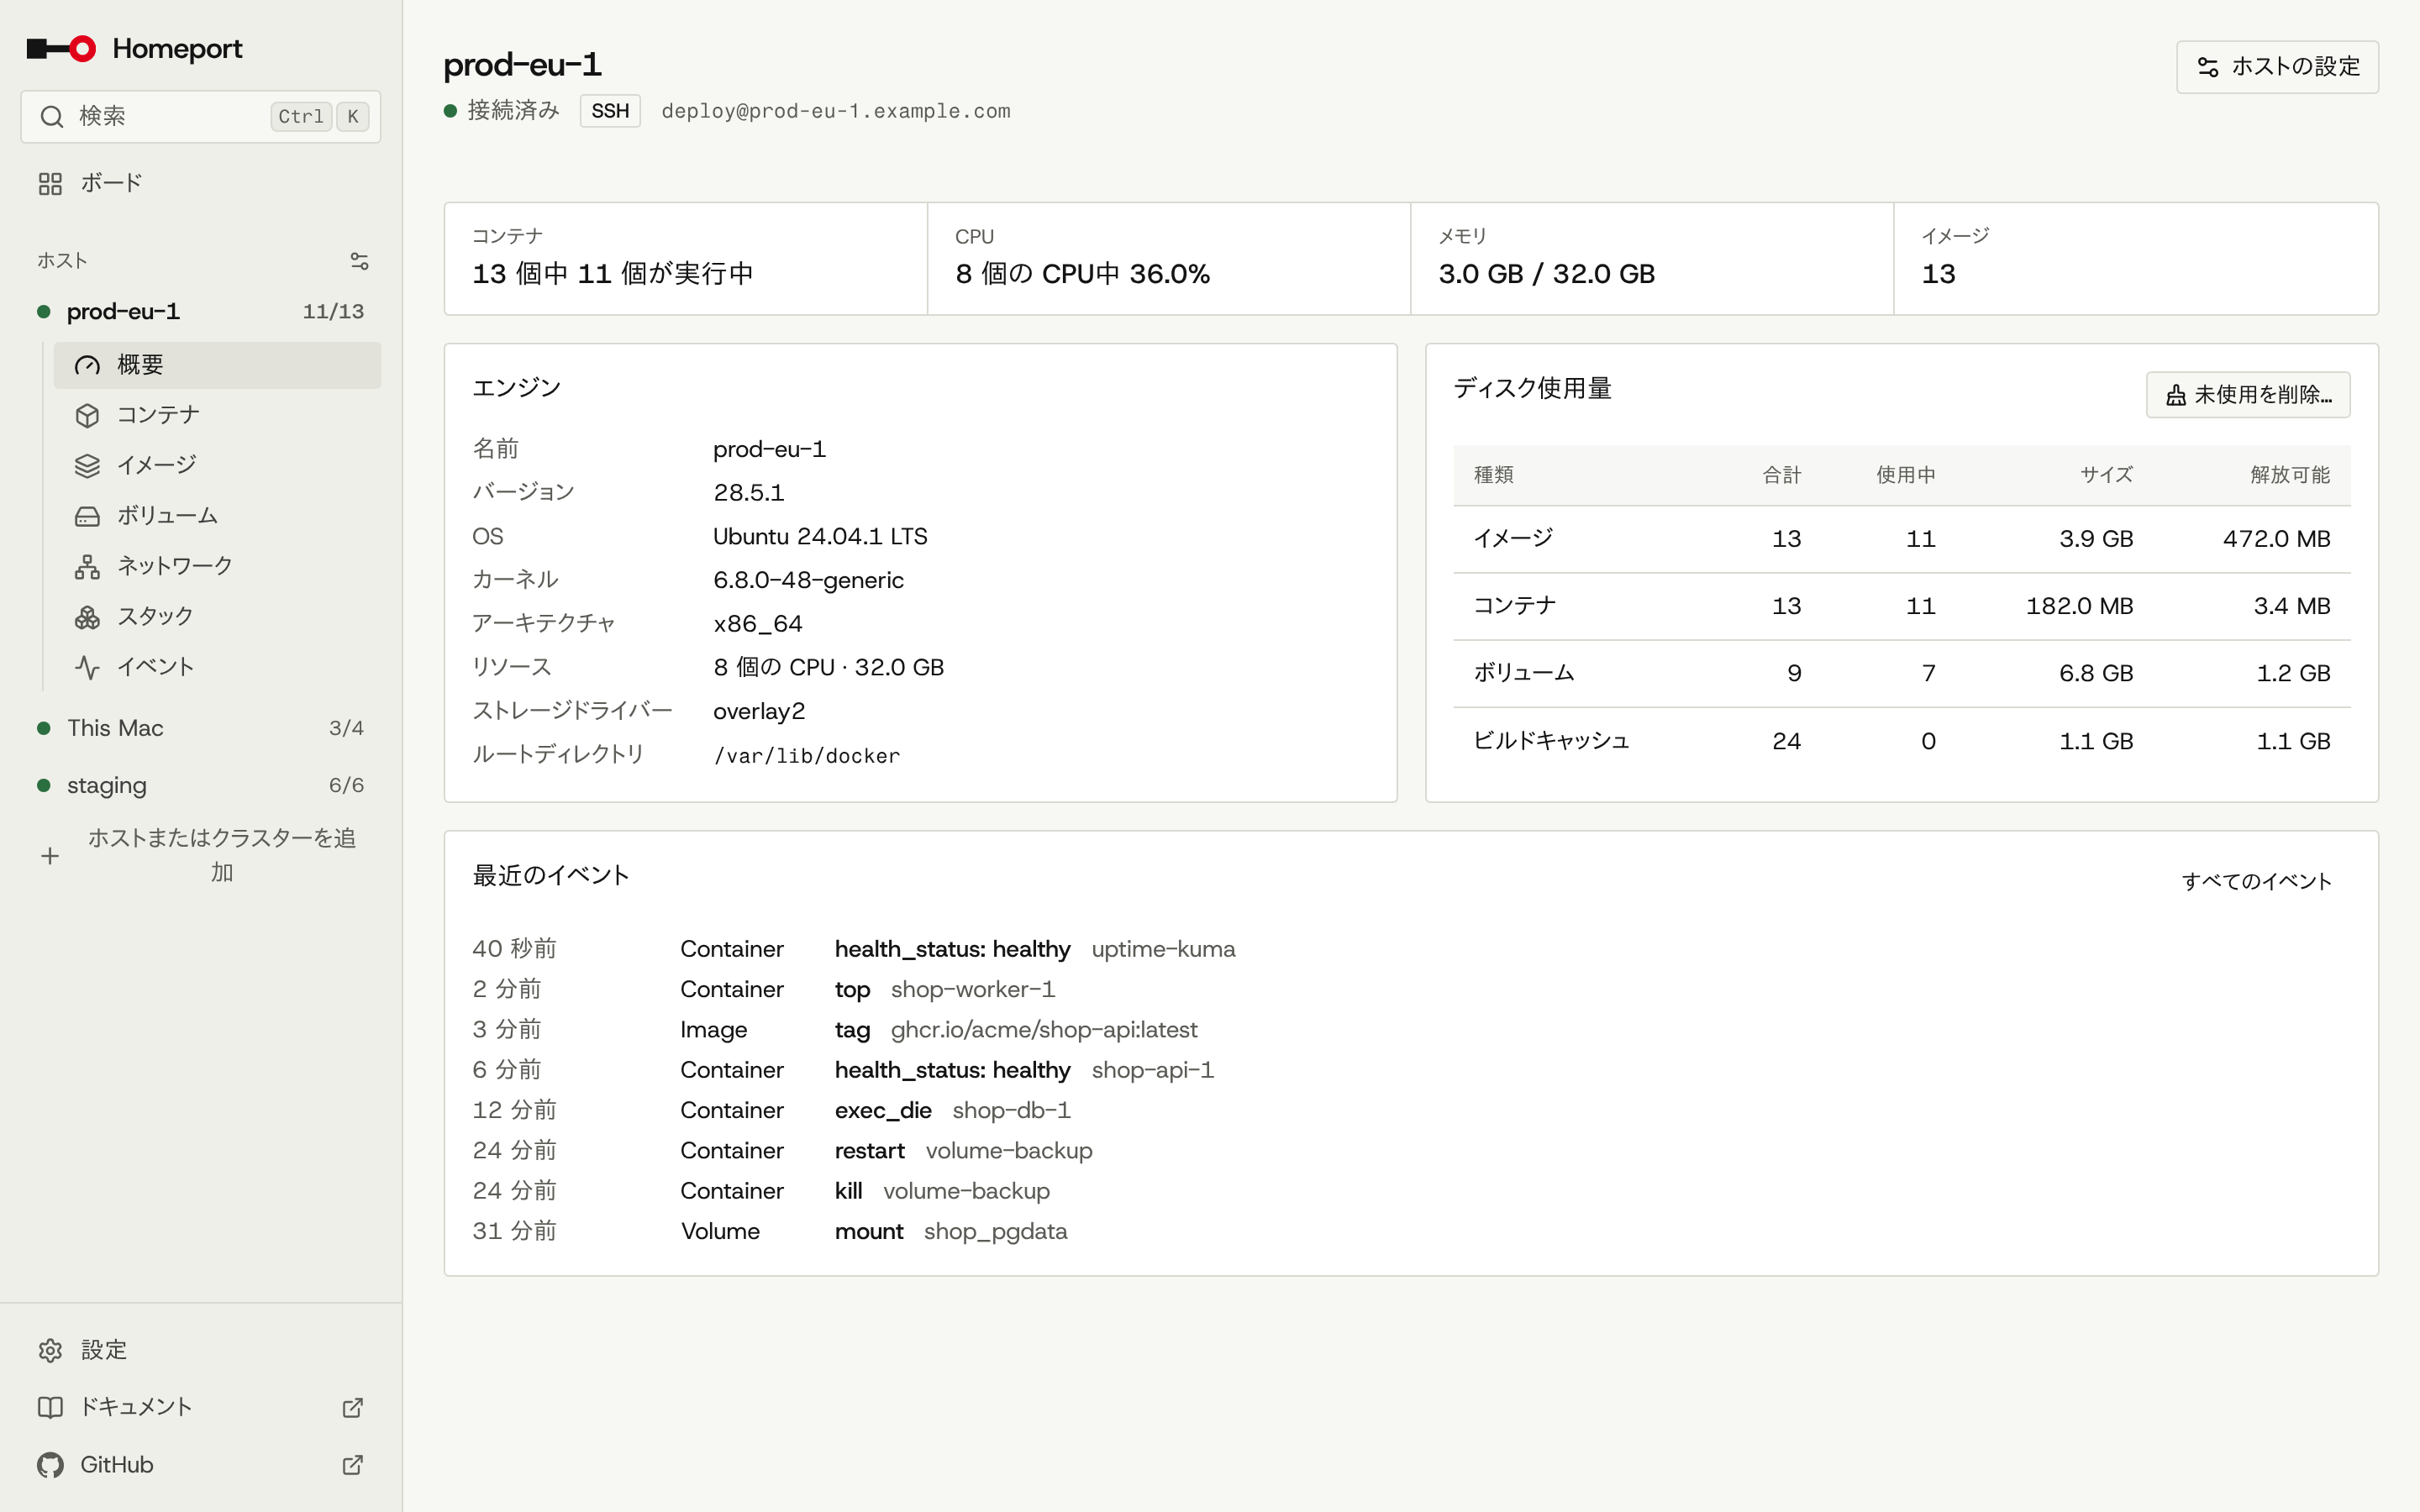 Homeport
検索 Ctrl K
ボード
ホスト
prod-eu-1 11/13
概要
コンテナ
イメージ
ボリューム
ネットワーク
スタック
イベント
This Mac 3/4
staging 6/6
ホストまたはクラスターを追
加
設定
ドキュメント
GitHub
prod-eu-1
ホストの設定
接続済み SSH deploy@prod-eu-1.example.com
コンテナ
13 個中 11 個が実行中
CPU
8 個の CPU中 36.0%
メモリ
3.0 GB / 32.0 GB
イメージ
13
エンジン
名前 prod-eu-1
バージョン 28.5.1
OS Ubuntu 24.04.1 LTS
カーネル 6.8.0-48-generic
アーキテクチャ x86_64
リソース 8 個の CPU · 32.0 GB
ストレージドライバー overlay2
ルートディレクトリ /var/lib/docker
ディスク使用量
未使用を削除…
種類 合計 使用中 サイズ 解放可能
イメージ 13 11 3.9 GB 472.0 MB
コンテナ 13 11 182.0 MB 3.4 MB
ボリューム 9 7 6.8 GB 1.2 GB
ビルドキャッシュ 24 0 1.1 GB 1.1 GB
最近のイベント
すべてのイベント
40 秒前 Container health_status: healthy uptime-kuma
2 分前 Container top shop-worker-1
3 分前 Image tag ghcr.io/acme/shop-api:latest
6 分前 Container health_status: healthy shop-api-1
12 分前 Container exec_die shop-db-1
24 分前 Container restart volume-backup
24 分前 Container kill volume-backup
31 分前 Volume mount shop_pgdata